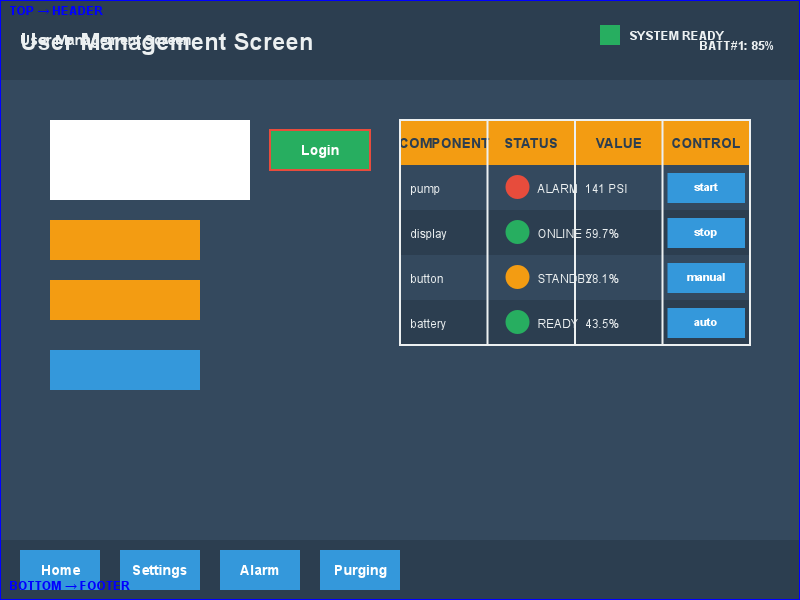 TOP → HEADER
User Management Screen
User Management Screen
SYSTEM READY
BATT#1: 85%
Login
COMPONENT STATUS VALUE CONTROL
pump ALARM 141 PSI start
display ONLINE 59.7% stop
button STANDBY 28.1% manual
battery READY 43.5% auto
Home Settings Alarm Purging
BOTTOM → FOOTER